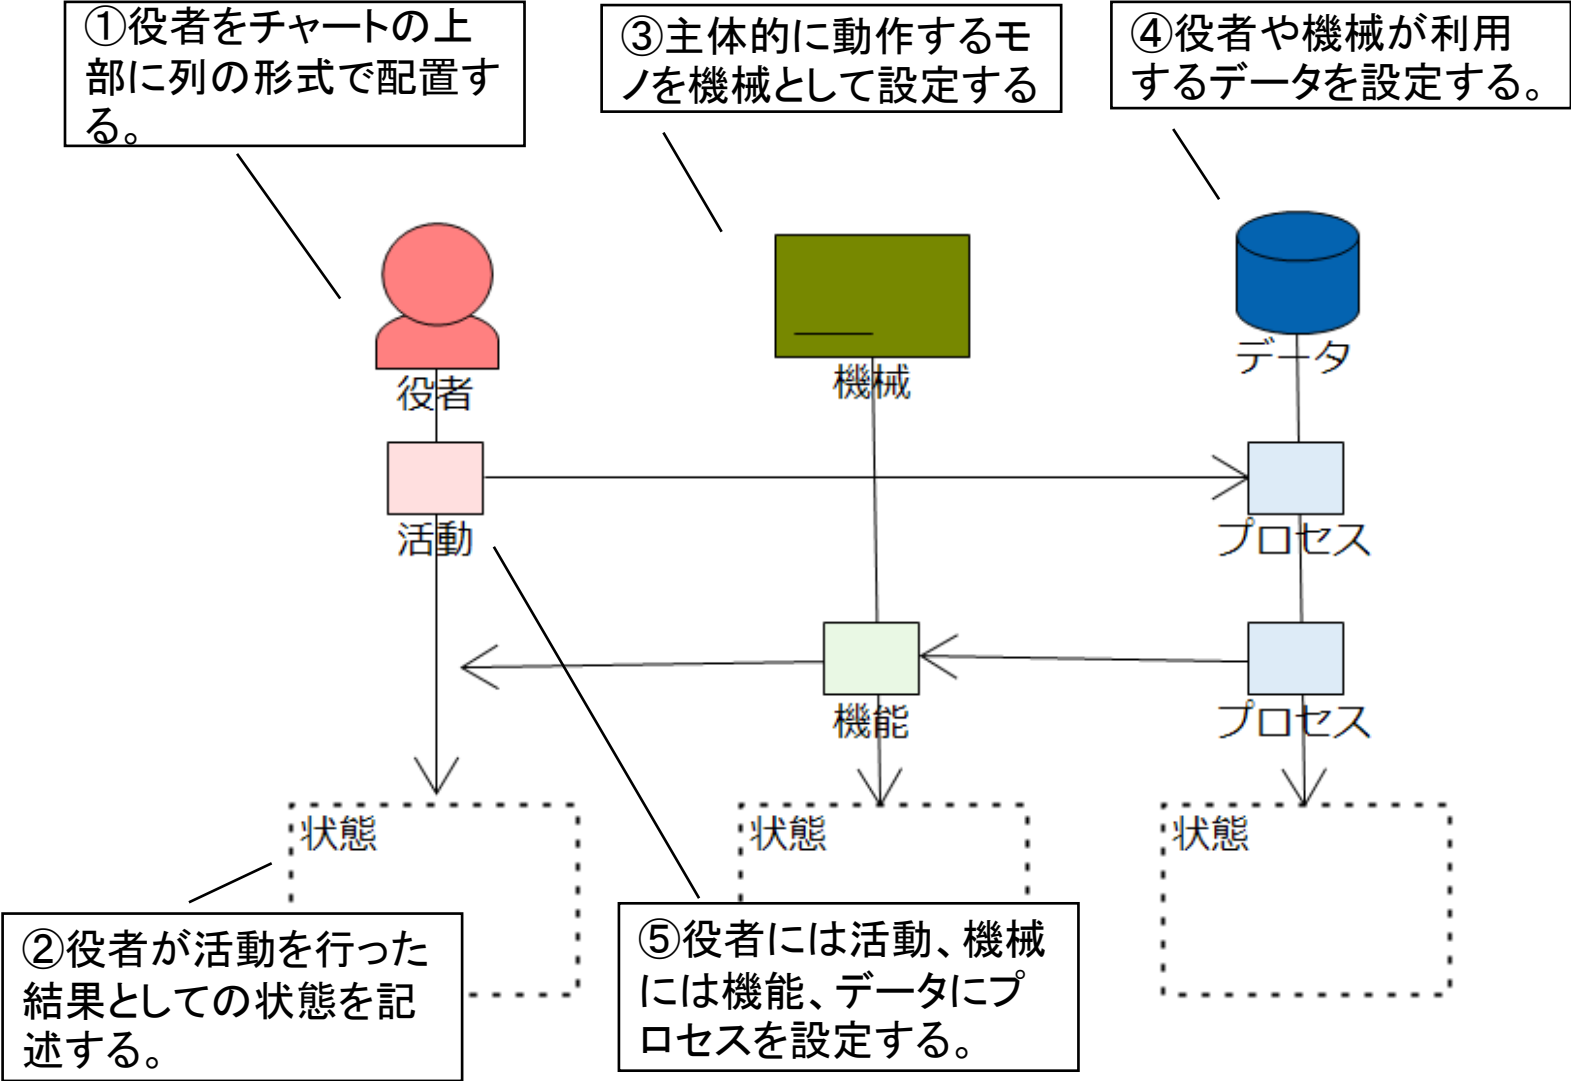 ①役者をチャートの上
部に列の形式で配置す
る。
③主体的に動作するモ
ノを機械として設定する
④役者や機械が利用
するデータを設定する。
役者
機械
データ
活動
プロセス
機能
プロセス
状態
状態
状態
②役者が活動を行った
結果としての状態を記
述する。
⑤役者には活動、機械
には機能、データにプ
ロセスを設定する。